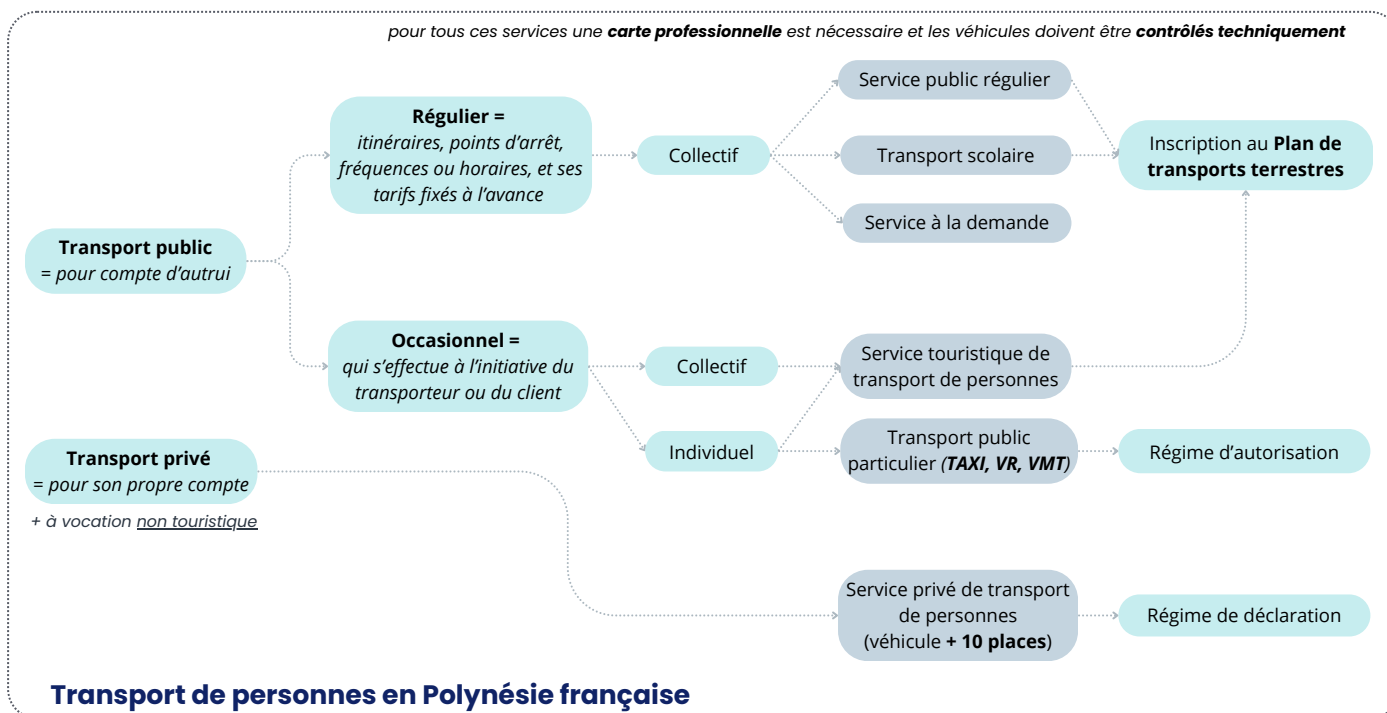 pour tous ces services une carte professionnelle est nécessaire et les véhicules doivent être contrôlés techniquement
Transport public
= pour compte d'autrui
Régulier =
itinéraires, points d'arrêt,
fréquences ou horaires, et ses
tarifs fixés à l'avance
Collectif
Service public régulier
Transport scolaire
Service à la demande
Inscription au Plan de
transports terrestres
Occasionnel =
qui s'effectue à l'initiative du
transporteur ou du client
Collectif
Individuel
Service touristique de
transport de personnes
Transport public
particulier (TAXI, VR, VMT)
Régime d'autorisation
Transport privé
= pour son propre compte
+ à vocation non touristique
Service privé de transport
de personnes
(véhicule + 10 places)
Régime de déclaration
Transport de personnes en Polynésie française